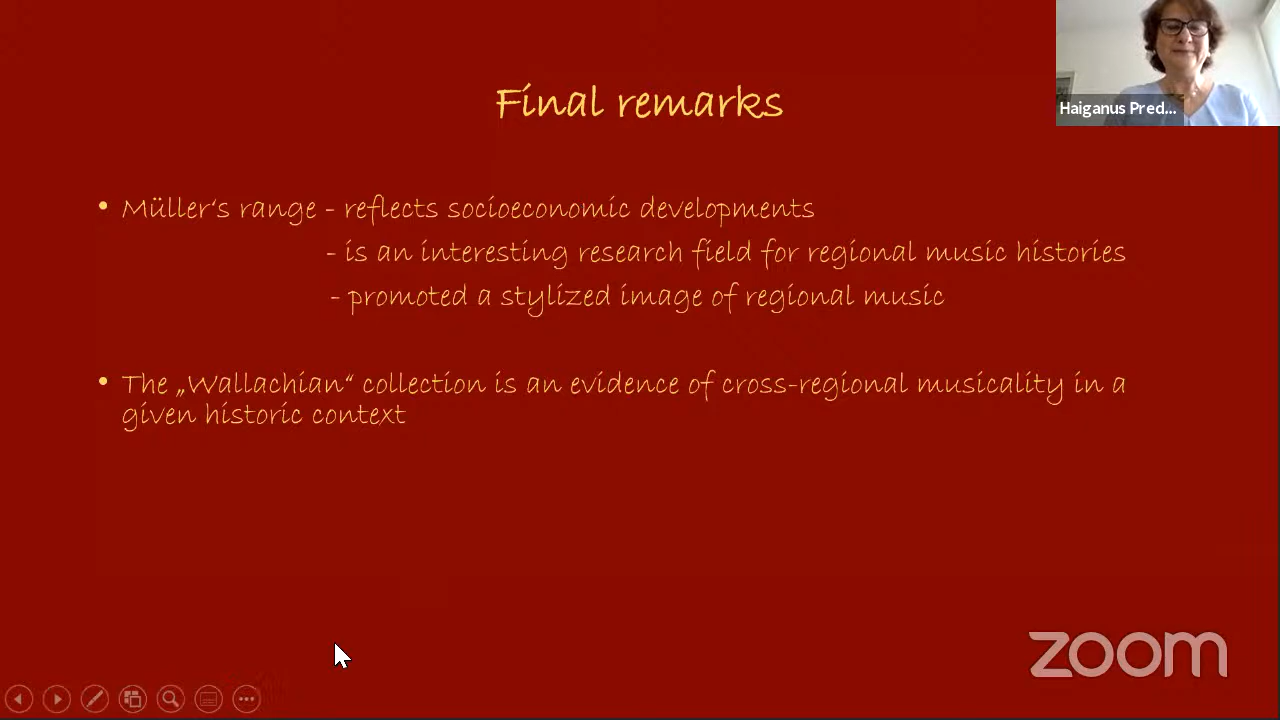 Final remarks
Haiganus Pred...
• Müller's range - reflects socioeconomic developments
- is an interesting research field for regional music histories
- promoted a stylized image of regional music
• The „Wallachian“ collection is an evidence of cross-regional musicality in a
given historic context
zoom